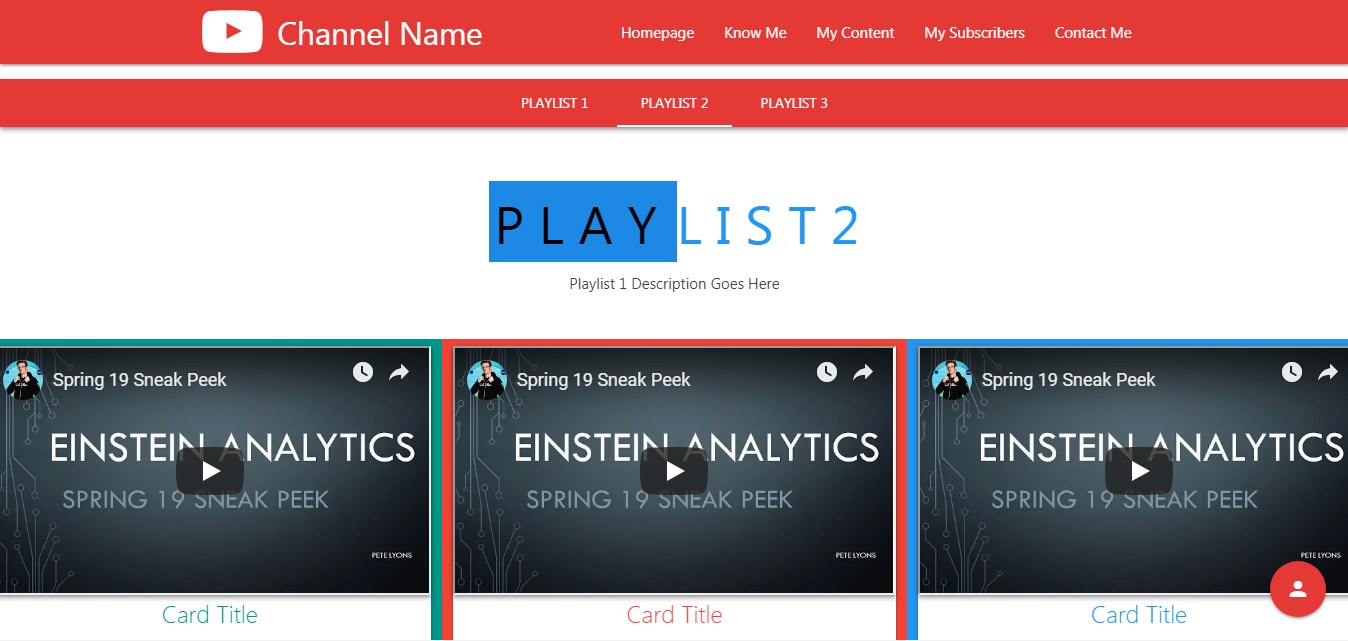 Channel Name Homepage Know Me My Content My Subscribers Contact Me
PLAYLIST 1 PLAYLIST 2 PLAYLIST 3
PLAYLIST2
Playlist 1 Description Goes Here
Spring 19 Sneak Peek
EINSTEIN ANALYTICS
SPRING 19 SNEAK PEEK
PETE LYONS
Card Title
Spring 19 Sneak Peek
EINSTEIN ANALYTICS
SPRING 19 SNEAK PEEK
PETE LYONS
Card Title
Spring 19 Sneak Peek
EINSTEIN ANALYTICS
SPRING 19 SNEAK PEEK
PETE LYONS
Card Title